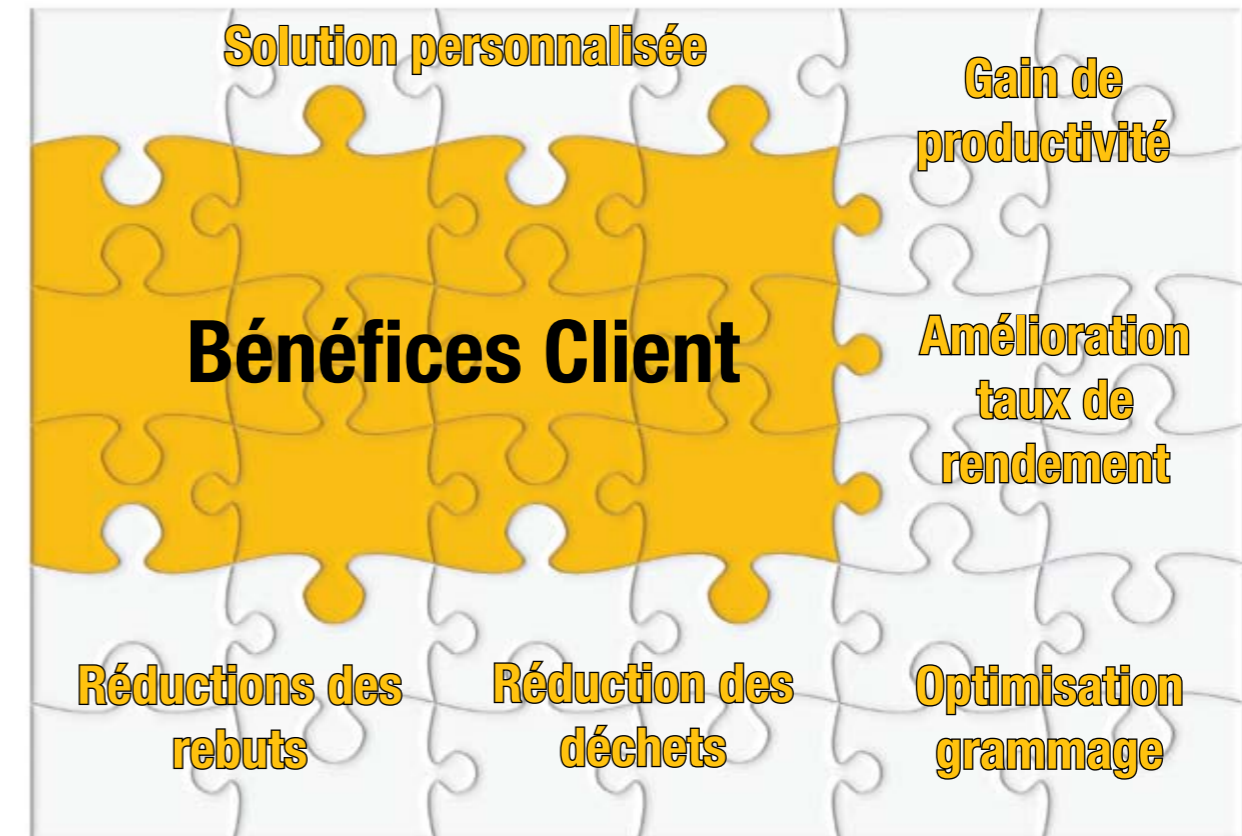 Solution personnalisée
Gain de
productivité
Bénéfices Client
Amélioration
taux de
rendement
Réductions des
rebuts
Réduction des
déchets
Optimisation
grammage